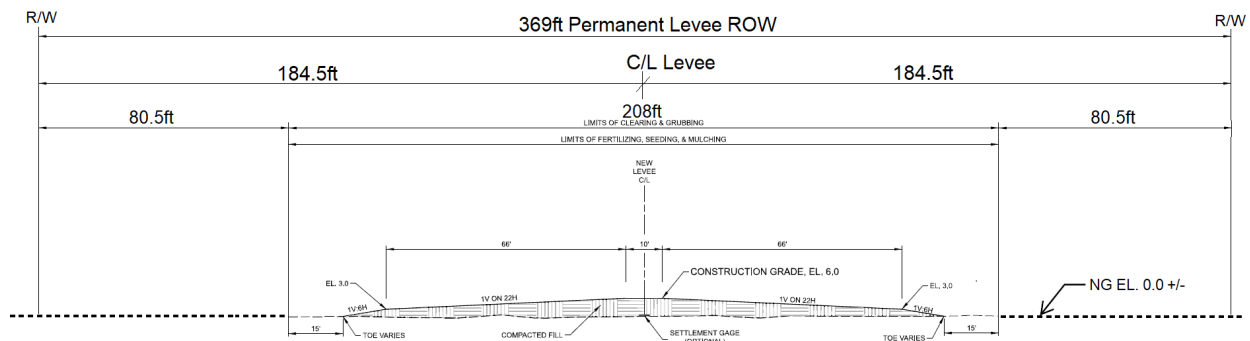 R/W
R/W
369ft Permanent Levee ROW
C/L Levee
184.5ft
184.5ft
208ft
80.5ft
80.5ft
LIMITS OF CLEARING & GRUBBING
LIMITS OF FERTILIZING, SEEDING, & MULCHING
NEW
LEVEE
C/L
66'
10'
66'
CONSTRUCTION GRADE, EL. 6.0
EL. 3.0
EL. 3.0
NG EL. 0.0 +/-
1V ON 22H
1V ON 22H
1V:6H
1V:6H
15'
TOE VARIES
COMPACTED FILL
SETTLEMENT GAGE
(OPTIONAL)
TOE VARIES
15'